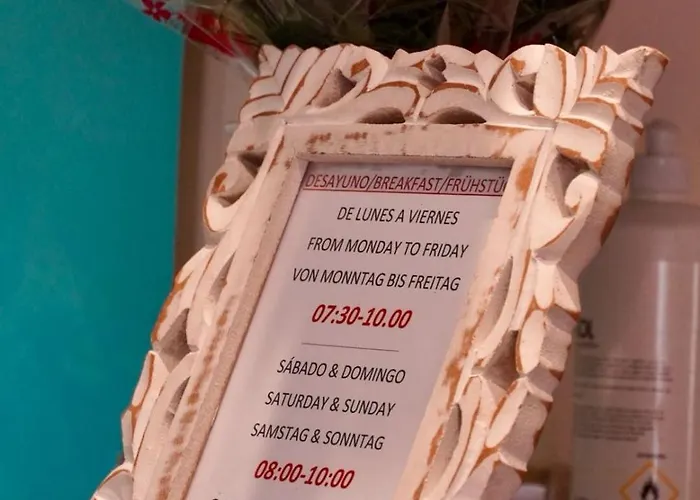 DESAYUNO/BREAKFAST/FRÜHSTÜ
DE LUNES A VIERNES
FROM MONDAY TO FRIDAY
VON MONNTAG BIS FREITAG
07:30-10.00
SÁBADO & DOMINGO
SATURDAY & SUNDAY
SAMSTAG & SONNTAG
08:00-10:00